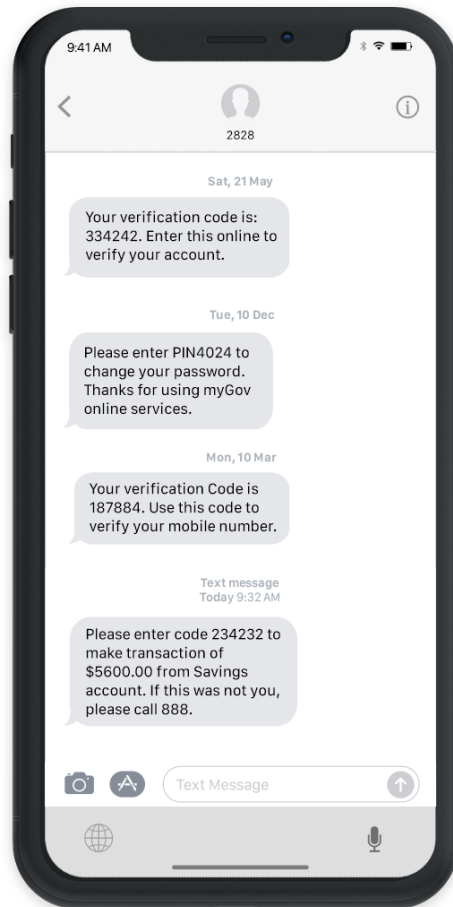 9:41 AM
2828
Sat, 21 May
Your verification code is:
334242. Enter this online to
verify your account.
Tue, 10 Dec
Please enter PIN4024 to
change your password.
Thanks for using myGov
online services.
Mon, 10 Mar
Your verification Code is
187884. Use this code to
verify your mobile number.
Text message
Today 9:32 AM
Please enter code 234232 to
make transaction of
$5600.00 from Savings
account. If this was not you,
please call 888.
Text Message